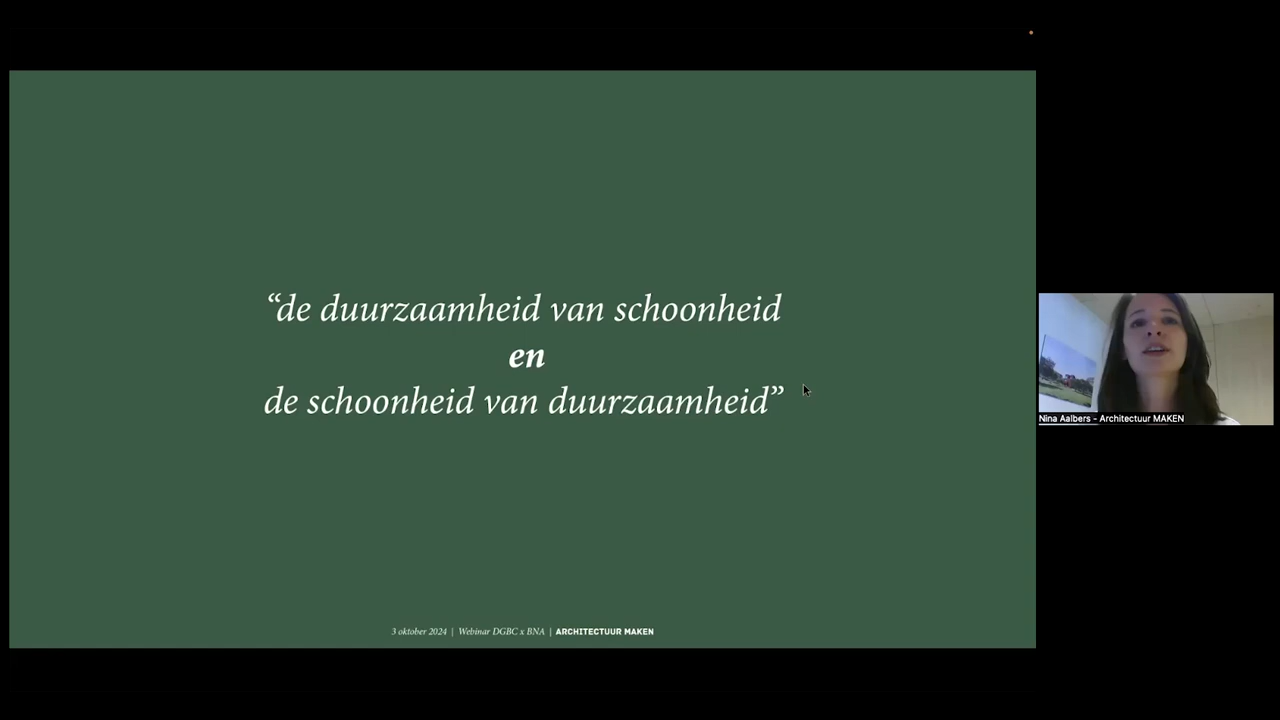 “de duurzaamheid van schoonheid
en
de schoonheid van duurzaamheid”
Nina Aalbers - Architectuur MAKEN
3 oktober 2024 | Webinar DGBC x BNA | ARCHITECTUUR MAKEN